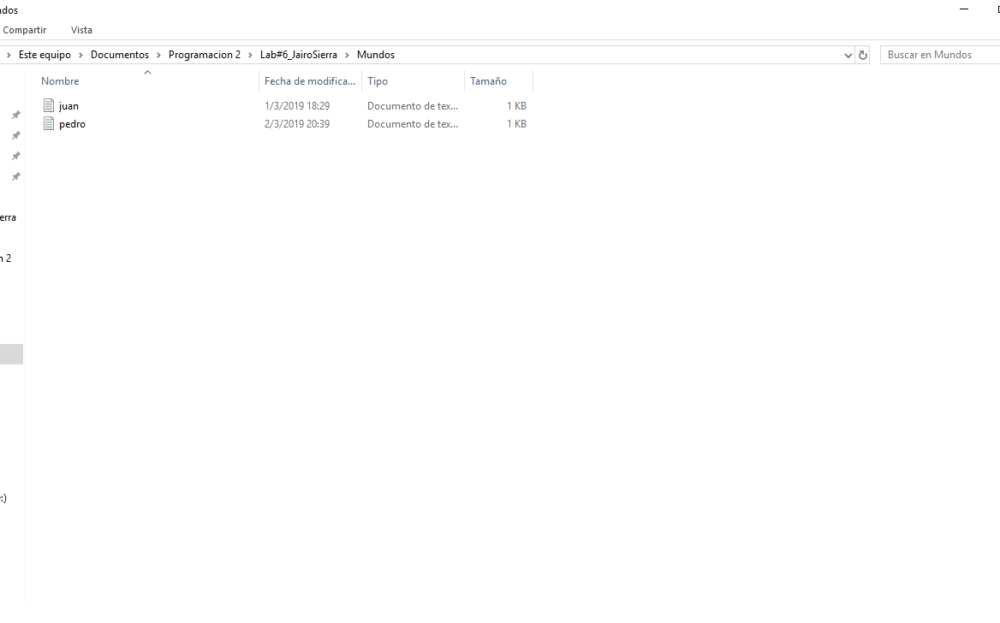 ndos
Compartir Vista
Este equipo Documentos Programacion 2 Lab#6_JairoSierra Mundos Buscar en Mundos
Nombre Fecha de modifica... Tipo Tamaño
juan 1/3/2019 18:29 Documento de tex... 1 KB
pedro 2/3/2019 20:39 Documento de tex... 1 KB
erra
n 2
:)